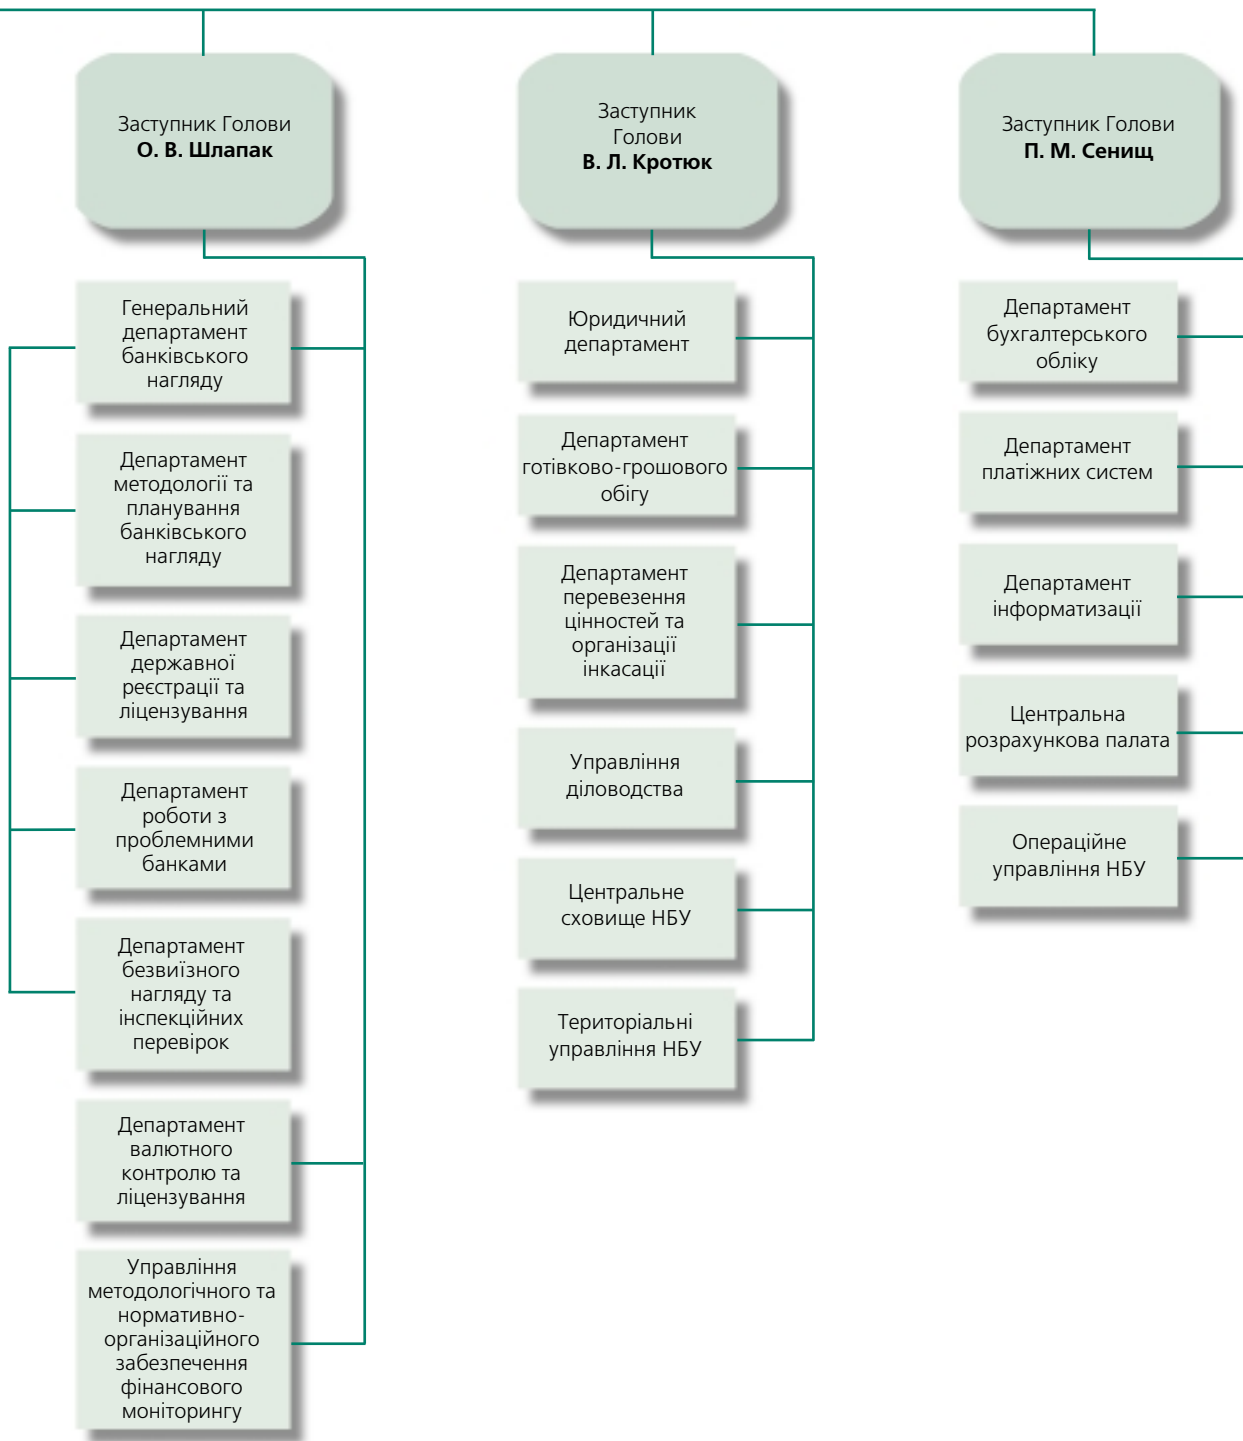 Заступник Голови
О. В. Шлапак
Генеральний
департамент
банківського
нагляду
Департамент
методології та
планування
банківського
нагляду
Департамент
державної
реєстрації та
ліцензування
Департамент
роботи з
проблемними
банками
Департамент
безвиїзного
нагляду та
інспекційних
перевірок
Департамент
валютного
контролю та
ліцензування
Управління
методологічного та
нормативно-
організаційного
забезпечення
фінансового
моніторингу
Заступник
Голови
В. Л. Кротюк
Юридичний
департамент
Департамент
готівково-грошового
обігу
Департамент
перевезення
цінностей та
організації
інкасації
Управління
діловодства
Центральне
сховище НБУ
Територіальні
управління НБУ
Заступник Голови
П. М. Сенищ
Департамент
бухгалтерського
обліку
Департамент
платіжних систем
Департамент
інформатизації
Центральна
розрахункова палата
Операційне
управління НБУ